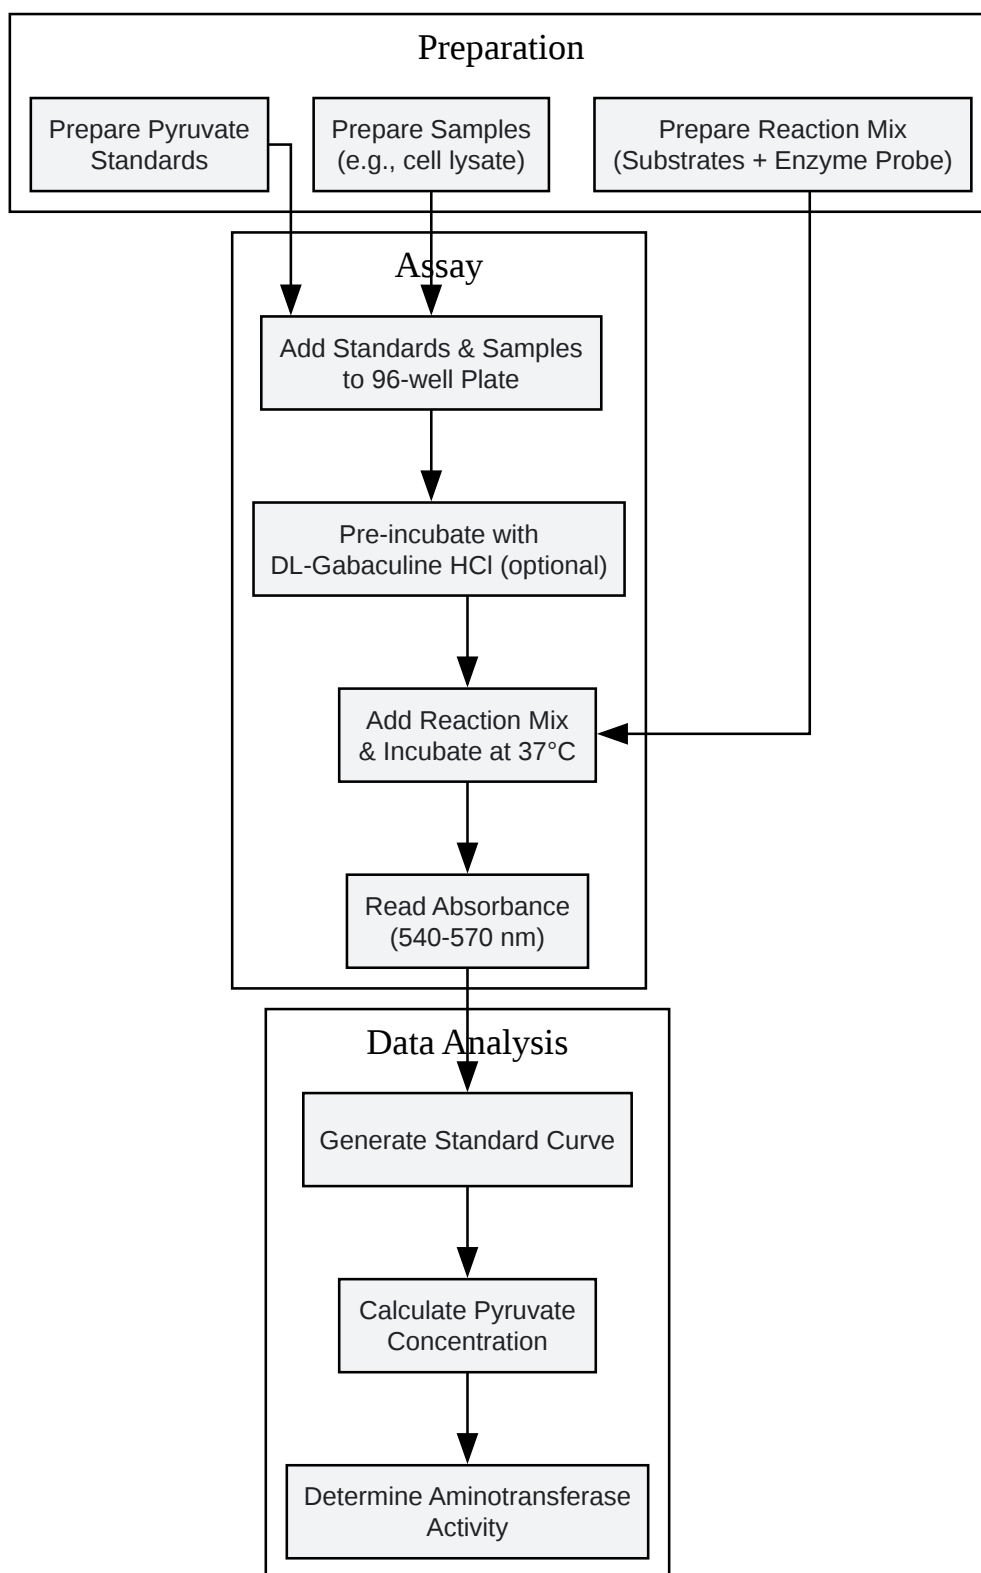 Preparation
Prepare Pyruvate
Standards
Prepare Samples
(e.g., cell lysate)
Prepare Reaction Mix
(Substrates + Enzyme Probe)
Assay
Add Standards & Samples
to 96-well Plate
Pre-incubate with
DL-Gabaculine HCl (optional)
Add Reaction Mix
& Incubate at 37°C
Read Absorbance
(540-570 nm)
Data Analysis
Generate Standard Curve
Calculate Pyruvate
Concentration
Determine Aminotransferase
Activity